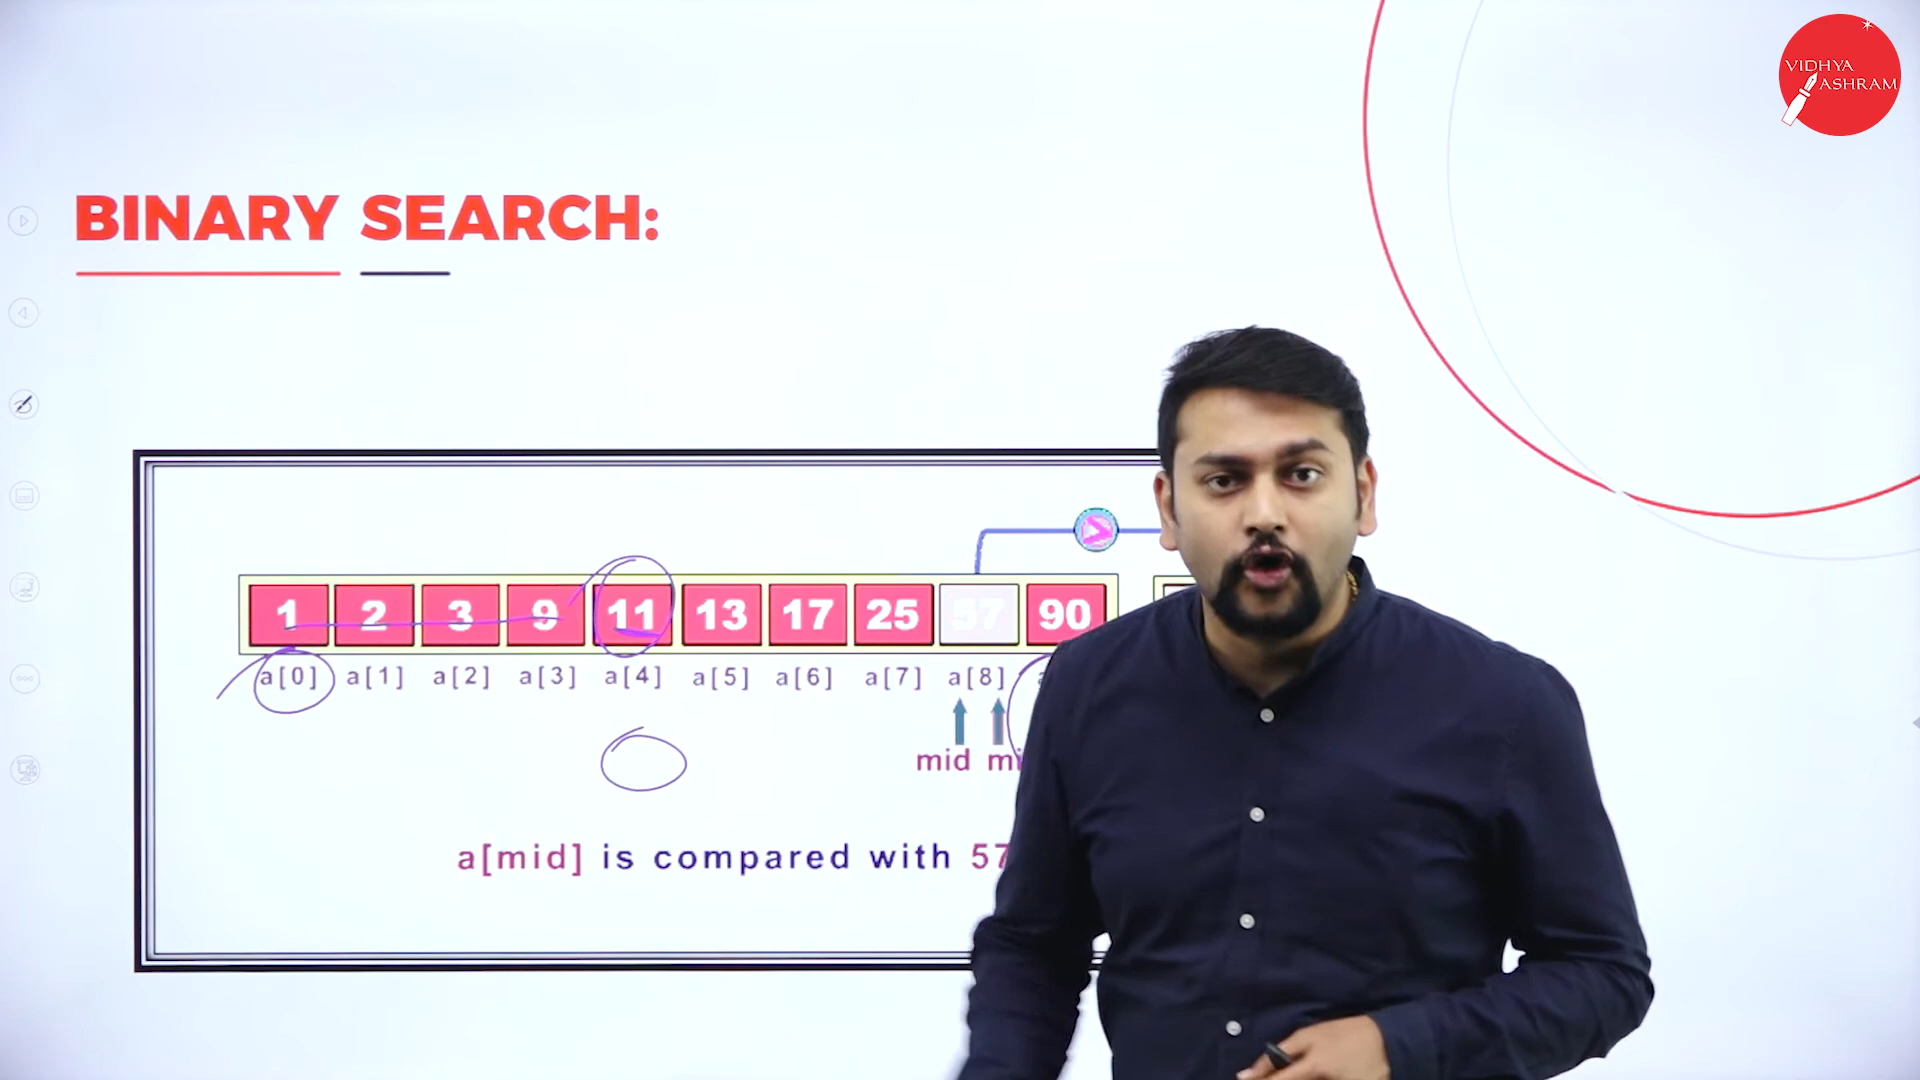 VIDHYA
ASHRAM
BINARY SEARCH:
1 2 3 9 11 13 17 25 57 90
a[0] a[1] a[2] a[3] a[4] a[5] a[6] a[7] a[8]
mid
a[mid] is compared with 57